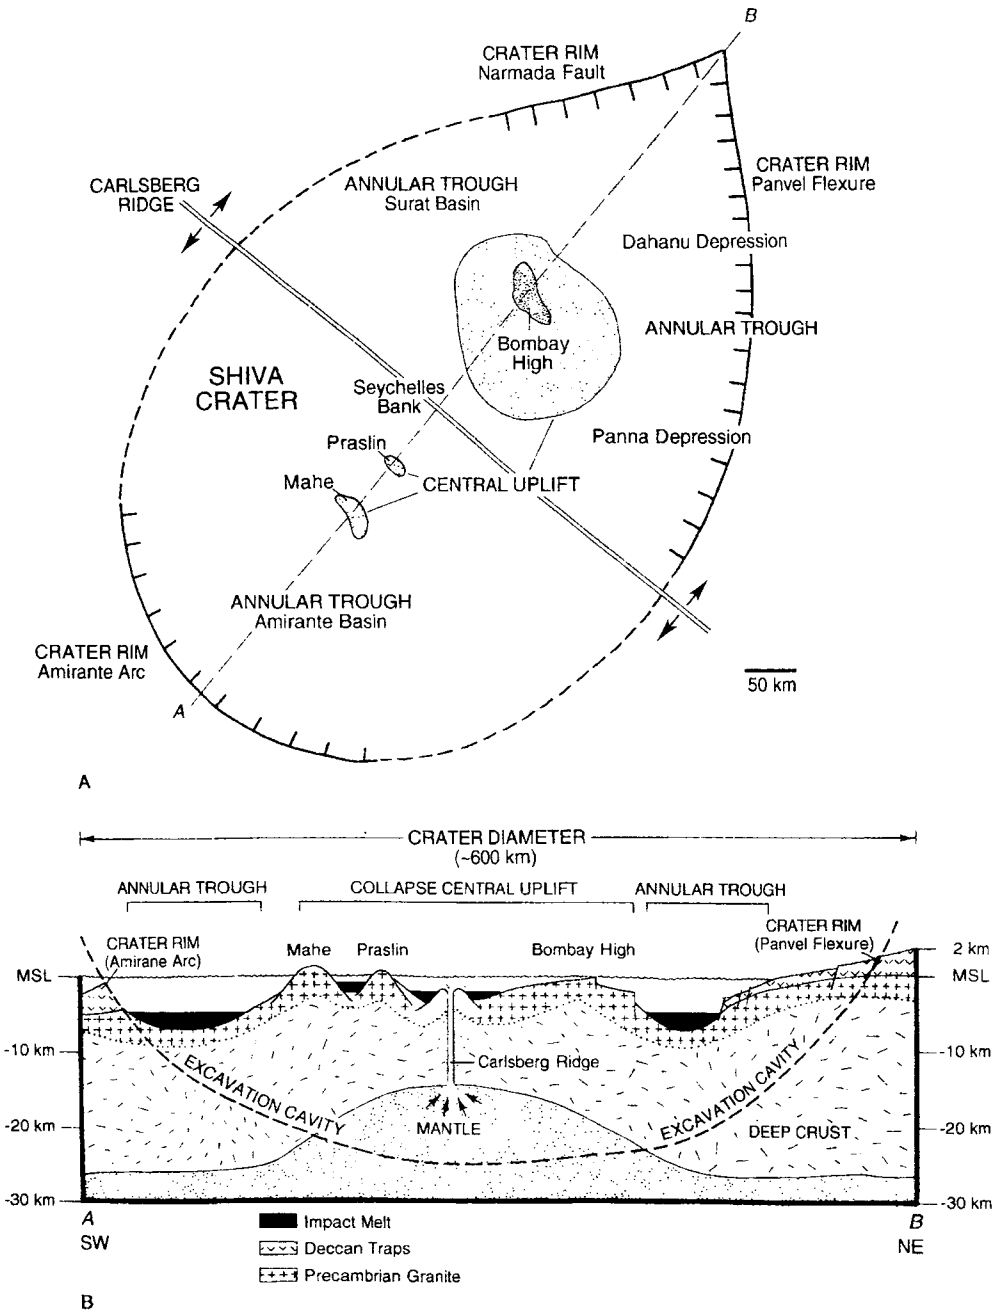 B
CRATER RIM
Narmada Fault
CRATER RIM
Panvel Flexure
CARLSBERG
RIDGE
ANNULAR TROUGH
Surat Basin
Dahanu Depression
ANNULAR TROUGH
Bombay
High
SHIVA
CRATER
Seychelles
Bank
Praslin
Panna Depression
Mahe
CENTRAL UPLIFT
ANNULAR TROUGH
Amirante Basin
CRATER RIM
Amirante Arc
50 km
A
A
CRATER DIAMETER
(~600 km)
ANNULAR TROUGH
COLLAPSE CENTRAL UPLIFT
ANNULAR TROUGH
CRATER RIM
(Amirane Arc)
Mahe
Praslin
Bombay High
CRATER RIM
(Panvel Flexure)
2 km
MSL
MSL
-10 km
Carlsberg Ridge
-10 km
EXCAVATION CAVITY
EXCAVATION CAVITY
-20 km
MANTLE
DEEP CRUST
-20 km
-30 km
-30 km
A
SW
B
NE
Impact Melt
Deccan Traps
Precambrian Granite
B